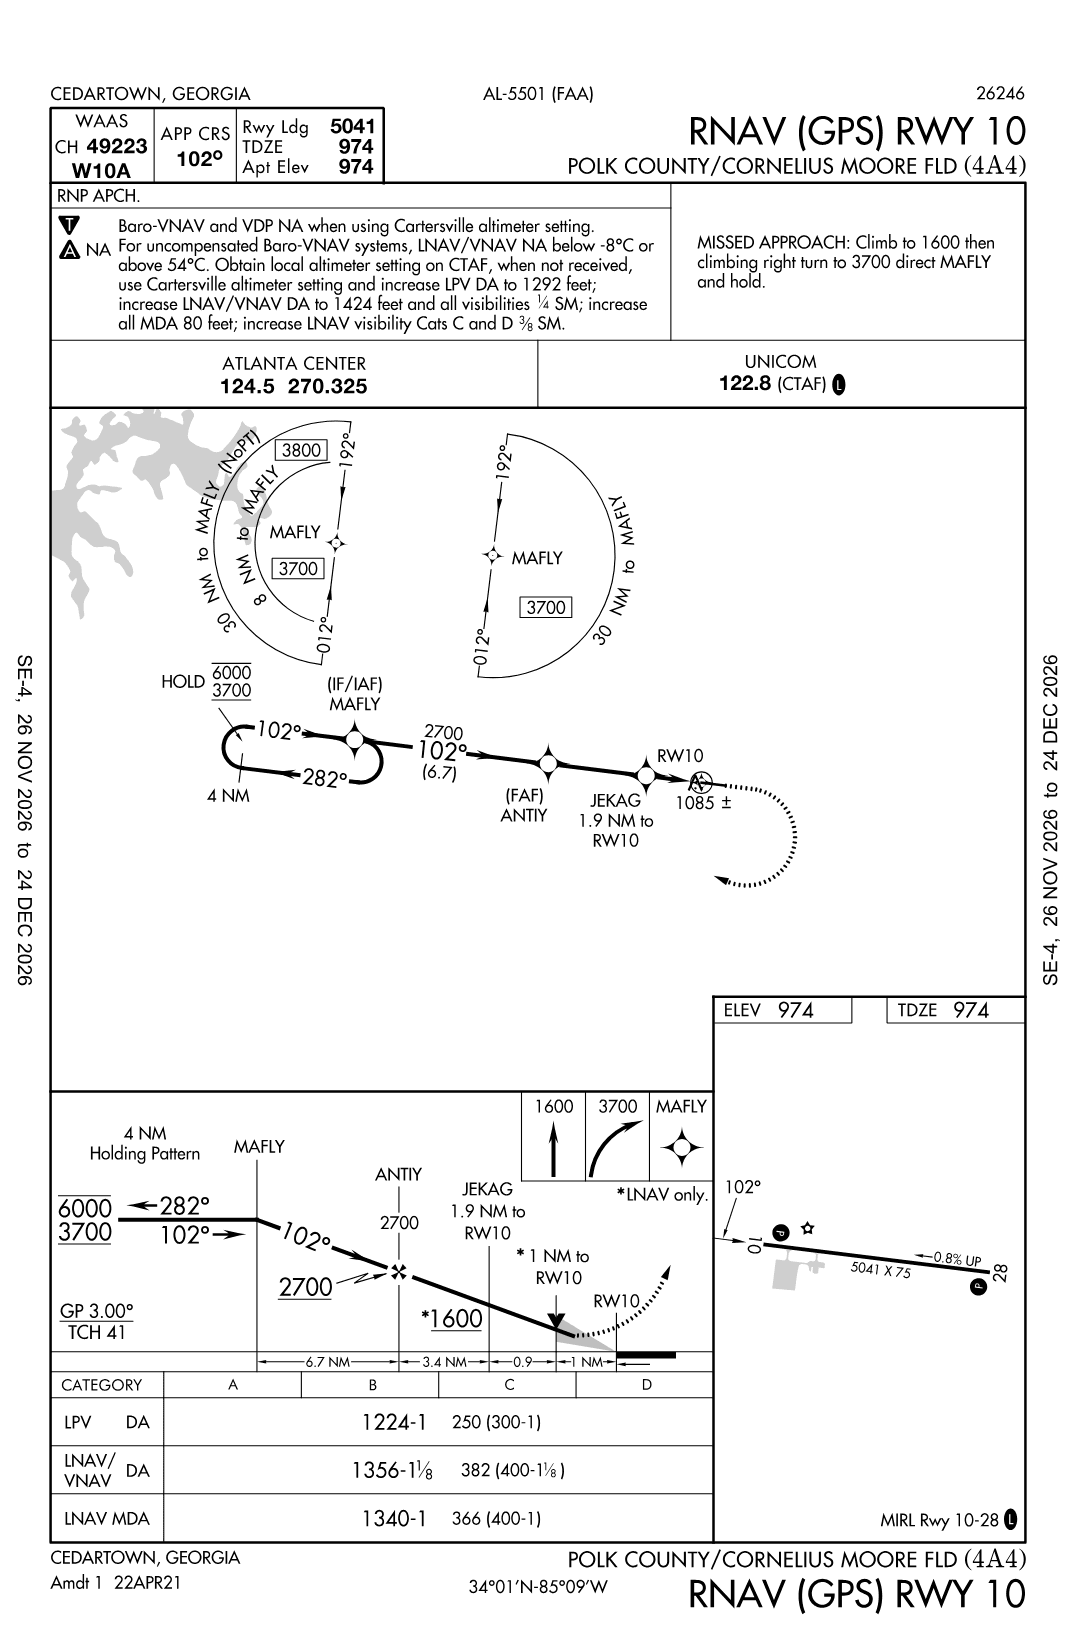 CEDARTOWN, GEORGIA
AL-5501 (FAA)
26246
WAAS
CH 49223
W10A
APP CRS
102°
Rwy Ldg 5041
TDZE 974
Apt Elev 974
RNAV (GPS) RWY 10
POLK COUNTY/CORNELIUS MOORE FLD (4A4)
RNP APCH.
T
A NA
Baro-VNAV and VDP NA when using Cartersville altimeter setting.
For uncompensated Baro-VNAV systems, LNAV/VNAV NA below -8°C or
above 54°C. Obtain local altimeter setting on CTAF, when not received,
use Cartersville altimeter setting and increase LPV DA to 1292 feet;
increase LNAV/VNAV DA to 1424 feet and all visibilities ¼ SM; increase
all MDA 80 feet; increase LNAV visibility Cats C and D ⅜ SM.
MISSED APPROACH: Climb to 1600 then
climbing right turn to 3700 direct MAFLY
and hold.
ATLANTA CENTER
124.5 270.325
UNICOM
122.8 (CTAF) L
30 NM to MAFLY (NoPT)
8 NM to MAFLY
3800
192°
MAFLY
3700
012°
192°
MAFLY
3700
012°
30 NM to MAFLY
HOLD 6000
3700
(IF/IAF)
MAFLY
102°
282°
4 NM
2700
102°
(6.7)
(FAF)
ANTIY
JEKAG
1.9 NM to
RW10
RW10
1085 ±
SE-4, 26 NOV 2026 to 24 DEC 2026
SE-4, 26 NOV 2026 to 24 DEC 2026
ELEV 974
TDZE 974
102°
10
P
0.8% UP
5041 X 75
28
P
MIRL Rwy 10-28 L
4 NM
Holding Pattern
MAFLY
6000
3700
282°
102°
102°
ANTIY
2700
2700
JEKAG
1.9 NM to
RW10
*1600
* 1 NM to
RW10
RW10
1600
3700
MAFLY
*LNAV only.
GP 3.00°
TCH 41
6.7 NM
3.4 NM
0.9
1 NM
CATEGORY A B C D
LPV DA 1224-1 250 (300-1)
LNAV/
VNAV DA 1356-1⅛ 382 (400-1⅛)
LNAV MDA 1340-1 366 (400-1)
CEDARTOWN, GEORGIA
Amdt 1 22APR21
34°01'N-85°09'W
POLK COUNTY/CORNELIUS MOORE FLD (4A4)
RNAV (GPS) RWY 10